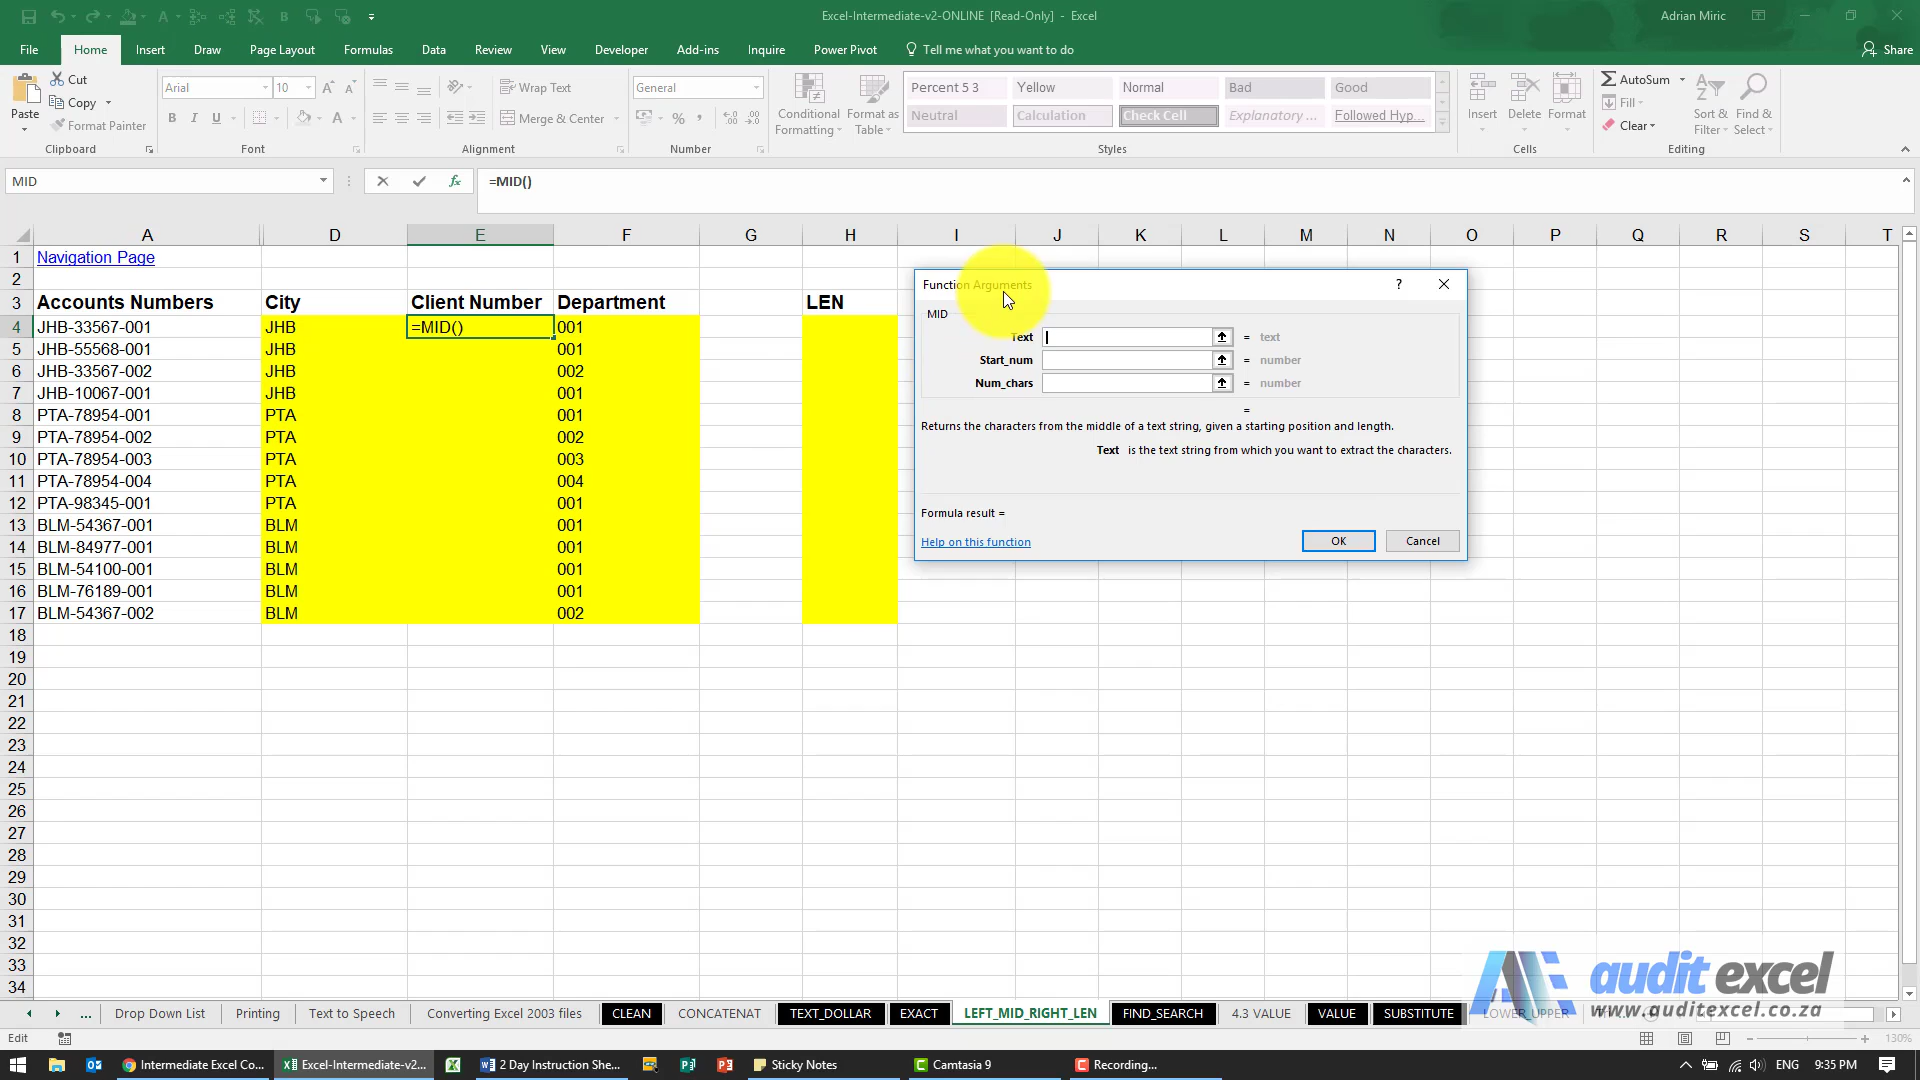 Excel-Intermediate-v2-ONLINE [Read-Only] - Excel
Adrian Miric
File Home Insert Draw Page Layout Formulas Data Review View Developer Add-ins Inquire Power Pivot Tell me what you want to do Share
Paste Cut Copy Format Painter
Arial 10
Wrap Text Merge & Center
General
Conditional Formatting Format as Table
Percent 5 3 Yellow Normal Bad Good
Neutral Calculation Check Cell Explanatory ... Followed Hyp...
Insert Delete Format
AutoSum Fill Clear Sort & Filter Find & Select
Clipboard Font Alignment Number Styles Cells Editing
MID =MID()
A D E F G H I J K L M N O P Q R S T
1 Navigation Page
2
3 Accounts Numbers City Client Number Department LEN
4 JHB-33567-001 JHB =MID() 001
5 JHB-55568-001 JHB 001
6 JHB-33567-002 JHB 002
7 JHB-10067-001 JHB 001
8 PTA-78954-001 PTA 001
9 PTA-78954-002 PTA 002
10 PTA-78954-003 PTA 003
11 PTA-78954-004 PTA 004
12 PTA-98345-001 PTA 001
13 BLM-54367-001 BLM 001
14 BLM-84977-001 BLM 001
15 BLM-54100-001 BLM 001
16 BLM-76189-001 BLM 001
17 BLM-54367-002 BLM 002
18
19
20
21
22
23
24
25
26
27
28
29
30
31
32
33
34
Function Arguments ?
MID
Text = text
Start_num = number
Num_chars = number
=
Returns the characters from the middle of a text string, given a starting position and length.
Text is the text string from which you want to extract the characters.
Formula result =
Help on this function OK Cancel
audit excel
www.auditexcel.co.za
... Drop Down List Printing Text to Speech Converting Excel 2003 files CLEAN CONCATENAT TEXT_DOLLAR EXACT LEFT_MID_RIGHT_LEN FIND_SEARCH 4.3 VALUE VALUE SUBSTITUTE LOWER_UPPER
Edit 130%
Intermediate Excel Co... Excel-Intermediate-v2... 2 Day Instruction She... Sticky Notes Camtasia 9 Recording... ENG 9:35 PM